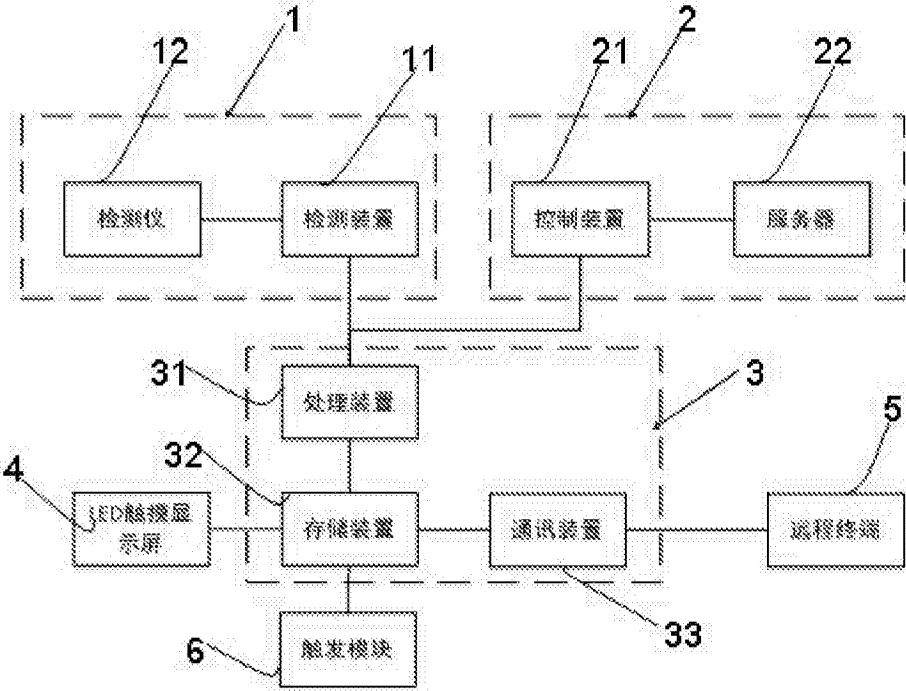 1
2
12
11
21
22
检测仪
检测装置
控制装置
服务器
31
3
处理装置
5
32
4
LED触摸显
示屏
存储装置
通讯装置
远程终端
33
6
触发模块